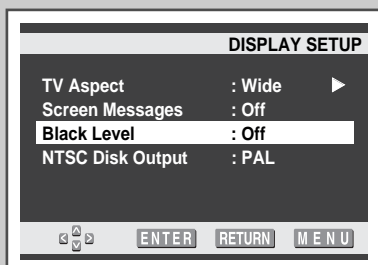 DISPLAY SETUP
TV Aspect : Wide
Screen Messages : Off
Black Level : Off
NTSC Disk Output : PAL
ENTER RETURN MENU